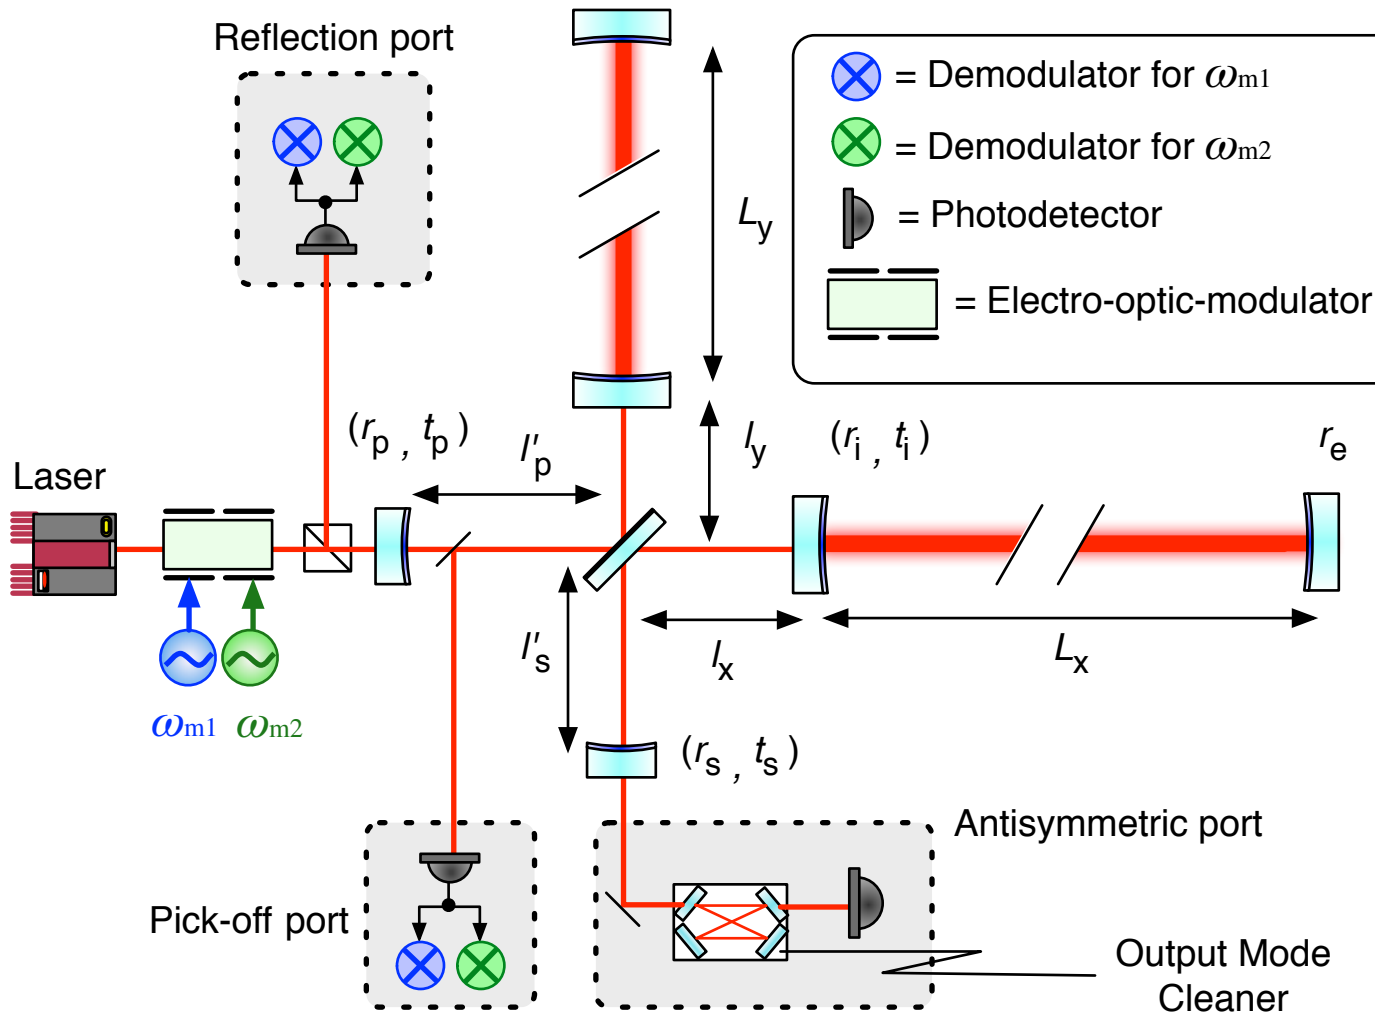 Reflection port
= Demodulator for ωm1
= Demodulator for ωm2
= Photodetector
= Electro-optic-modulator
Ly
(rp , tp)
l′p
ly
(ri , ti)
re
Laser
l′s
lx
Lx
ωm1 ωm2
(rs , ts)
Antisymmetric port
Pick-off port
Output Mode
Cleaner